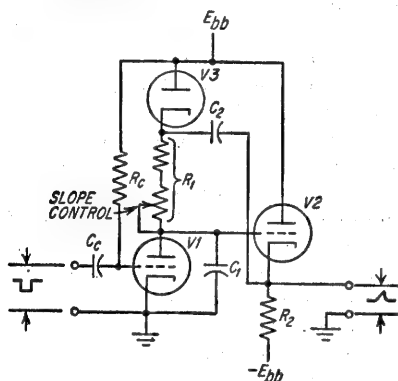 Ebb
V3
C2
Rc
R1
SLOPE
CONTROL
V2
V1
Cc
C1
R2
-Ebb